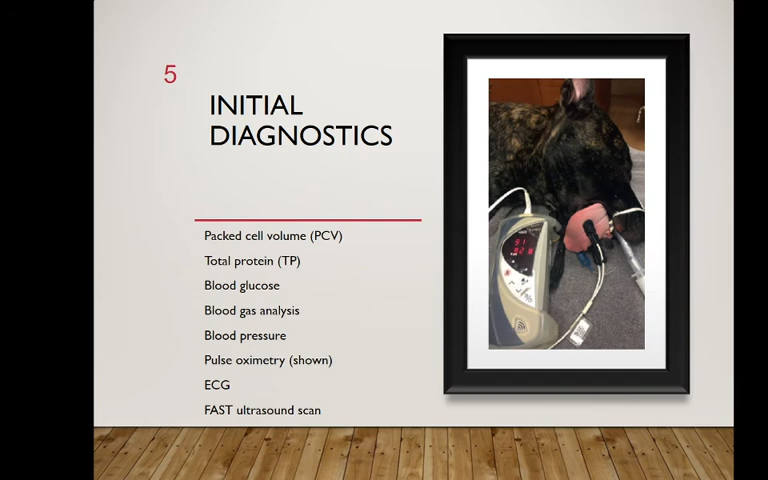 5
INITIAL
DIAGNOSTICS
Packed cell volume (PCV)
Total protein (TP)
Blood glucose
Blood gas analysis
Blood pressure
Pulse oximetry (shown)
ECG
FAST ultrasound scan
91